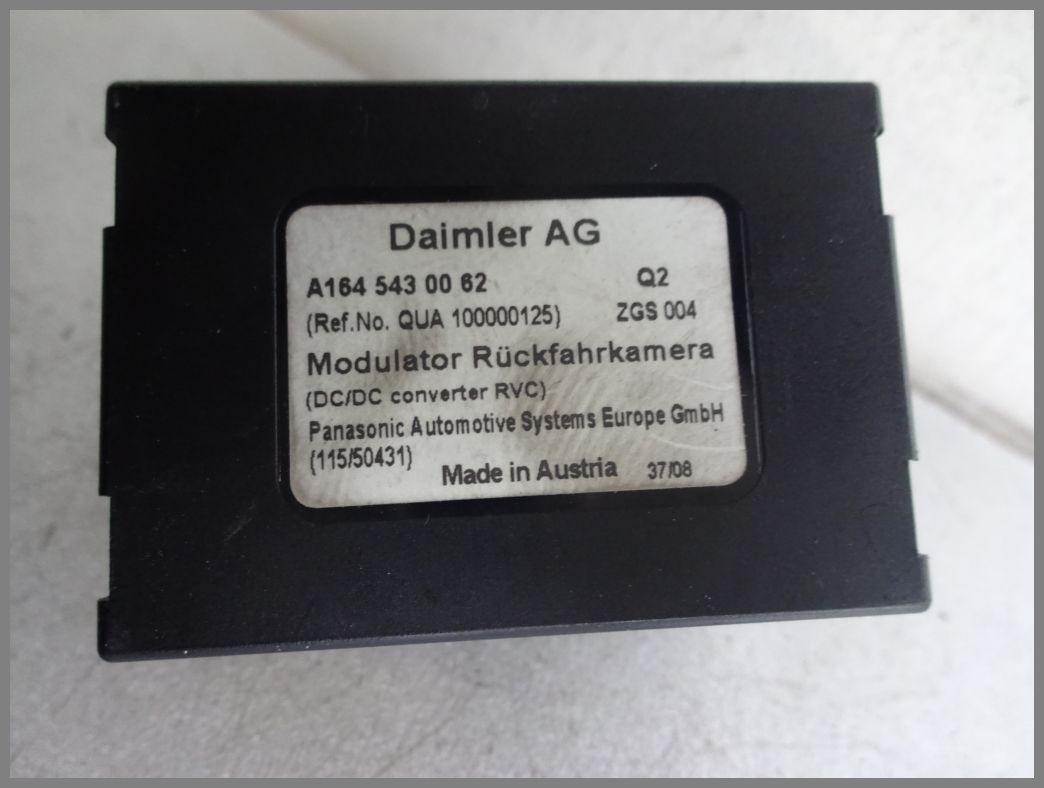 Daimler AG
A164 543 00 62 Q2
(Ref.No. QUA 100000125) ZGS 004
Modulator Rückfahrkamera
(DC/DC converter RVC)
Panasonic Automotive Systems Europe GmbH
(115/50431)
Made in Austria 37/08